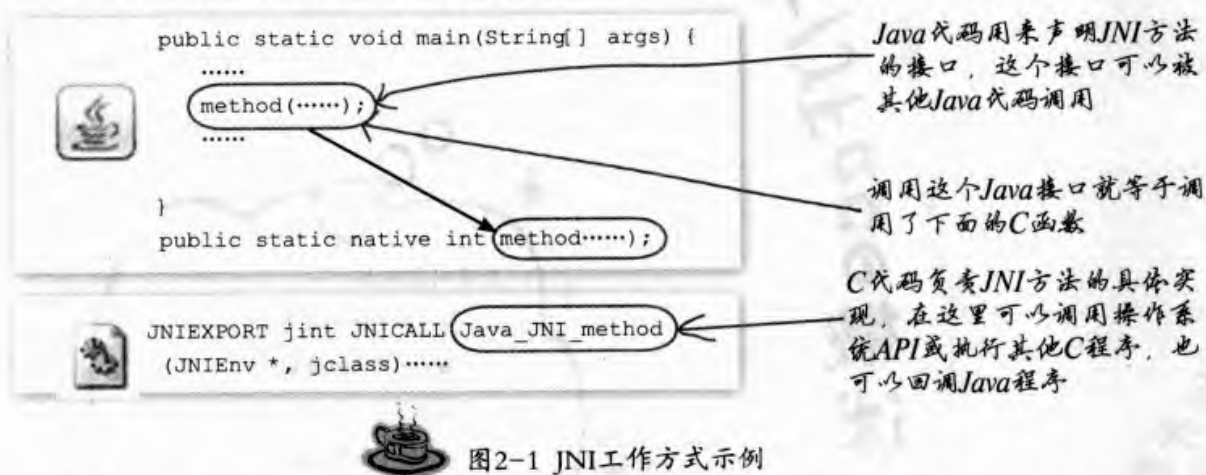 public static void main(String[] args) {
……
method(……);
……
}
public static native int method……);
Java代码用来声明JNI方法
的接口，这个接口可以被
其他Java代码调用
调用这个Java接口就等于调
用了下面的C函数
JNIEXPORT jint JNICALL Java_JNI_method
(JNIEnv *, jclass)……
C代码负责JNI方法的具体实
现，在这里可以调用操作系
统API或执行其他C程序，也
可以回调Java程序
图2-1 JNI工作方式示例